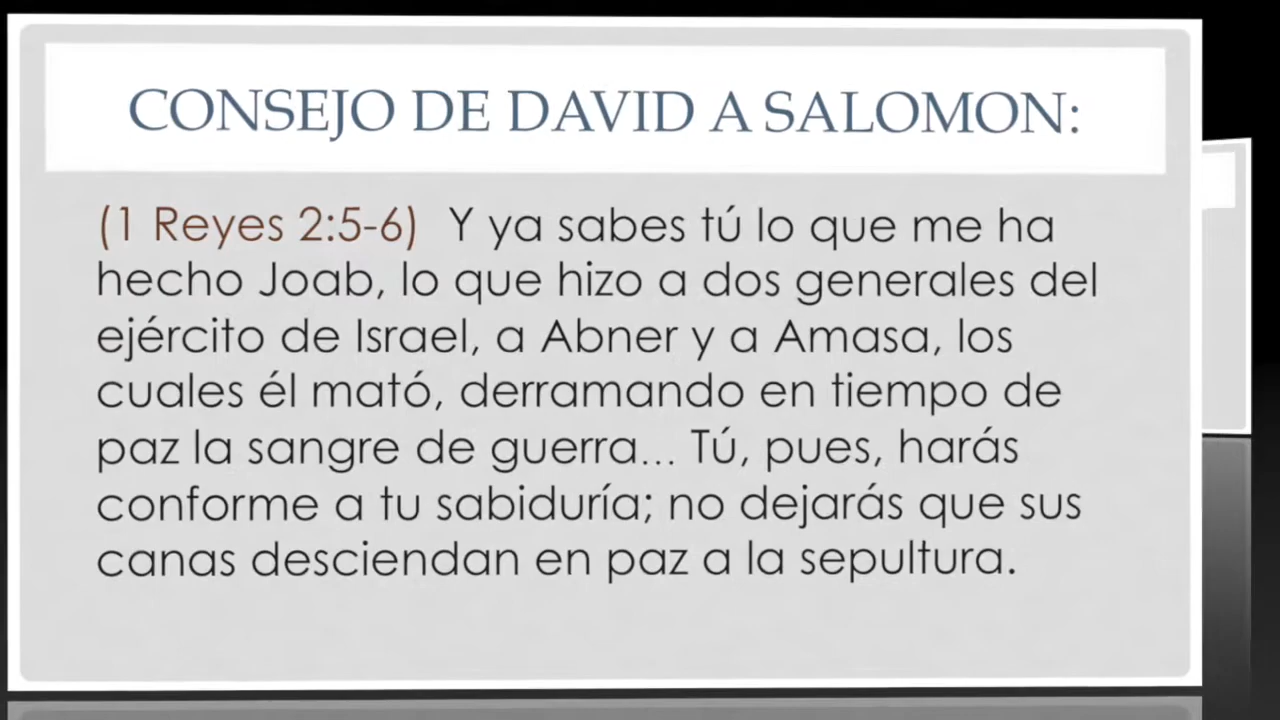 CONSEJO DE DAVID A SALOMON:
(1 Reyes 2:5-6) Y ya sabes tú lo que me ha
hecho Joab, lo que hizo a dos generales del
ejército de Israel, a Abner y a Amasa, los
cuales él mató, derramando en tiempo de
paz la sangre de guerra... Tú, pues, harás
conforme a tu sabiduría; no dejarás que sus
canas desciendan en paz a la sepultura.